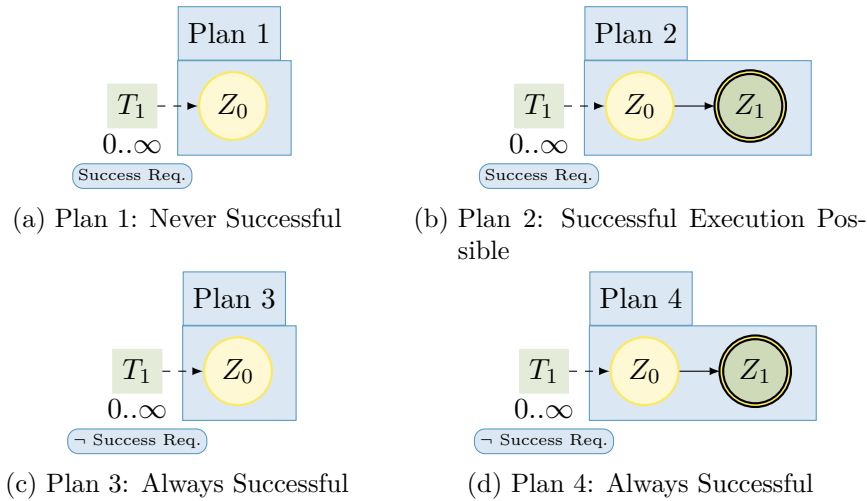 Plan 1
T₁
Z₀
0..∞
Success Req.
(a) Plan 1: Never Successful
Plan 2
T₁
Z₀
Z₁
0..∞
Success Req.
(b) Plan 2: Successful Execution Pos-
sible
Plan 3
T₁
Z₀
0..∞
¬ Success Req.
(c) Plan 3: Always Successful
Plan 4
T₁
Z₀
Z₁
0..∞
¬ Success Req.
(d) Plan 4: Always Successful